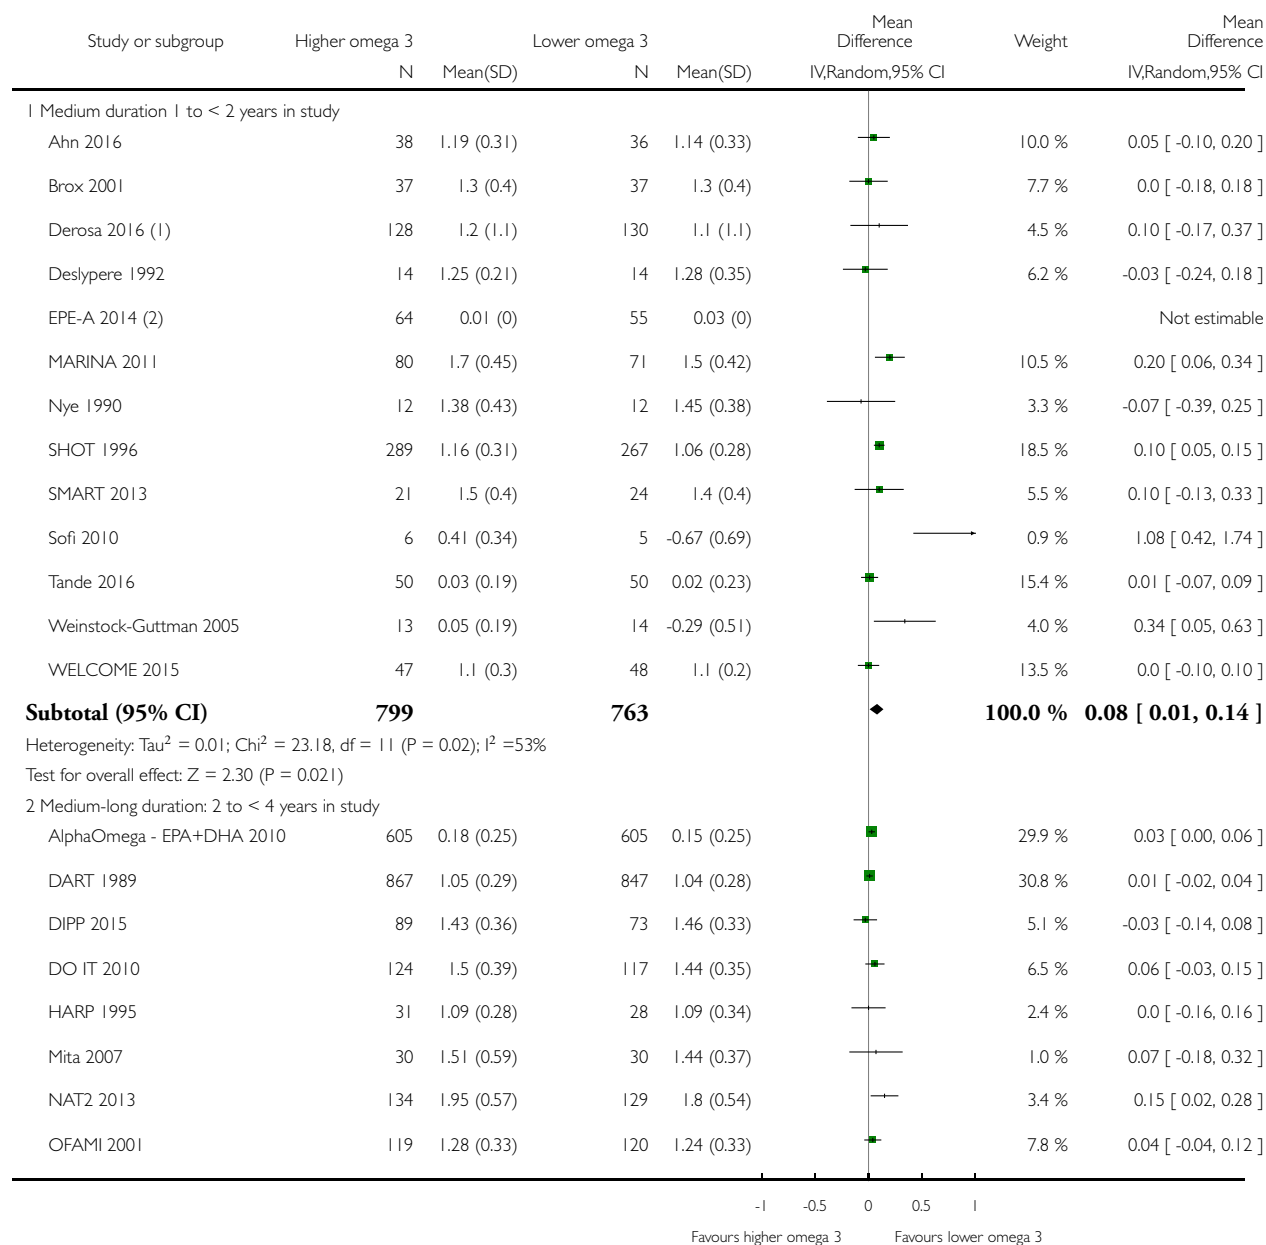 Mean Mean
Study or subgroup Higher omega 3 Lower omega 3 Difference Weight Difference
N Mean(SD) N Mean(SD) IV,Random,95% CI IV,Random,95% CI
1 Medium duration 1 to < 2 years in study
Ahn 2016 38 1.19 (0.31) 36 1.14 (0.33) 10.0 % 0.05 [ -0.10, 0.20 ]
Brox 2001 37 1.3 (0.4) 37 1.3 (0.4) 7.7 % 0.0 [ -0.18, 0.18 ]
Derosa 2016 (1) 128 1.2 (1.1) 130 1.1 (1.1) 4.5 % 0.10 [ -0.17, 0.37 ]
Deslypere 1992 14 1.25 (0.21) 14 1.28 (0.35) 6.2 % -0.03 [ -0.24, 0.18 ]
EPE-A 2014 (2) 64 0.01 (0) 55 0.03 (0) Not estimable
MARINA 2011 80 1.7 (0.45) 71 1.5 (0.42) 10.5 % 0.20 [ 0.06, 0.34 ]
Nye 1990 12 1.38 (0.43) 12 1.45 (0.38) 3.3 % -0.07 [ -0.39, 0.25 ]
SHOT 1996 289 1.16 (0.31) 267 1.06 (0.28) 18.5 % 0.10 [ 0.05, 0.15 ]
SMART 2013 21 1.5 (0.4) 24 1.4 (0.4) 5.5 % 0.10 [ -0.13, 0.33 ]
Sofi 2010 6 0.41 (0.34) 5 -0.67 (0.69) 0.9 % 1.08 [ 0.42, 1.74 ]
Tande 2016 50 0.03 (0.19) 50 0.02 (0.23) 15.4 % 0.01 [ -0.07, 0.09 ]
Weinstock-Guttman 2005 13 0.05 (0.19) 14 -0.29 (0.51) 4.0 % 0.34 [ 0.05, 0.63 ]
WELCOME 2015 47 1.1 (0.3) 48 1.1 (0.2) 13.5 % 0.0 [ -0.10, 0.10 ]
Subtotal (95% CI) 799 763 100.0 % 0.08 [ 0.01, 0.14 ]
Heterogeneity: Tau² = 0.01; Chi² = 23.18, df = 11 (P = 0.02); I² =53%
Test for overall effect: Z = 2.30 (P = 0.021)
2 Medium-long duration: 2 to < 4 years in study
AlphaOmega - EPA+DHA 2010 605 0.18 (0.25) 605 0.15 (0.25) 29.9 % 0.03 [ 0.00, 0.06 ]
DART 1989 867 1.05 (0.29) 847 1.04 (0.28) 30.8 % 0.01 [ -0.02, 0.04 ]
DIPP 2015 89 1.43 (0.36) 73 1.46 (0.33) 5.1 % -0.03 [ -0.14, 0.08 ]
DO IT 2010 124 1.5 (0.39) 117 1.44 (0.35) 6.5 % 0.06 [ -0.03, 0.15 ]
HARP 1995 31 1.09 (0.28) 28 1.09 (0.34) 2.4 % 0.0 [ -0.16, 0.16 ]
Mita 2007 30 1.51 (0.59) 30 1.44 (0.37) 1.0 % 0.07 [ -0.18, 0.32 ]
NAT2 2013 134 1.95 (0.57) 129 1.8 (0.54) 3.4 % 0.15 [ 0.02, 0.28 ]
OFAMI 2001 119 1.28 (0.33) 120 1.24 (0.33) 7.8 % 0.04 [ -0.04, 0.12 ]
-1 -0.5 0 0.5 1
Favours higher omega 3 Favours lower omega 3